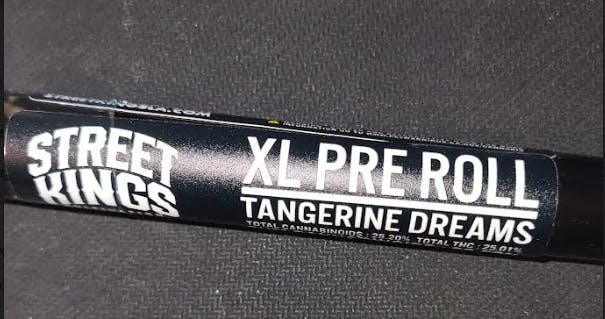 STREET KINGS
XL PRE ROLL
TANGERINE DREAMS
TOTAL CANNABINOIDS : 29.20% TOTAL THC : 25.01%